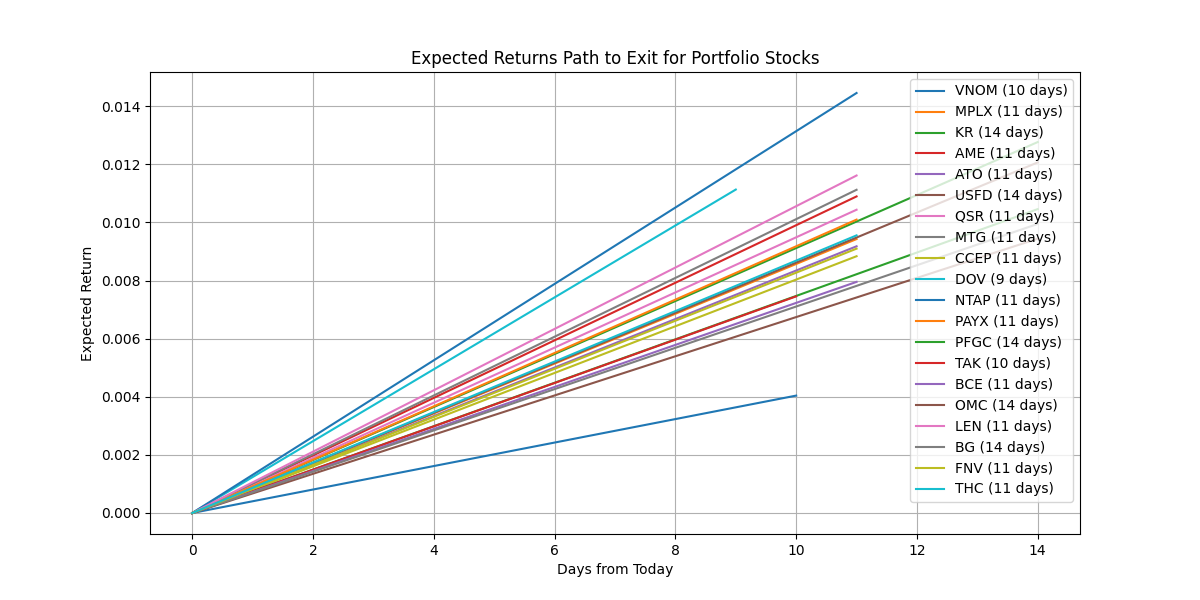 Expected Returns Path to Exit for Portfolio Stocks
Expected Return
0.014
0.012
0.010
0.008
0.006
0.004
0.002
0.000
VNOM (10 days)
MPLX (11 days)
KR (14 days)
AME (11 days)
ATO (11 days)
USFD (14 days)
QSR (11 days)
MTG (11 days)
CCEP (11 days)
DOV (9 days)
NTAP (11 days)
PAYX (11 days)
PFGC (14 days)
TAK (10 days)
BCE (11 days)
OMC (14 days)
LEN (11 days)
BG (14 days)
FNV (11 days)
THC (11 days)
0 2 4 6 8 10 12 14
Days from Today